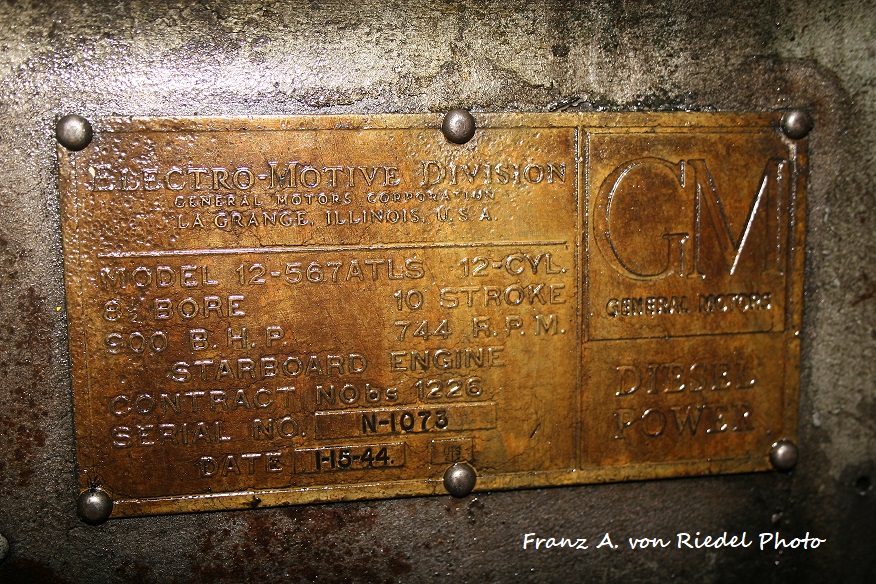 ELECTRO-MOTIVE DIVISION
GENERAL MOTORS CORPORATION
LA GRANGE, ILLINOIS, U.S.A.
MODEL 12-567ATLS 12-CYL.
8½ BORE 10 STROKE
900 B.H.P. 744 R.P.M.
STARBOARD ENGINE
CONTRACT NObs 1226
SERIAL NO. N-1073
DATE 1-15-44.
GM
GENERAL MOTORS
DIESEL
POWER
Franz A. von Riedel Photo